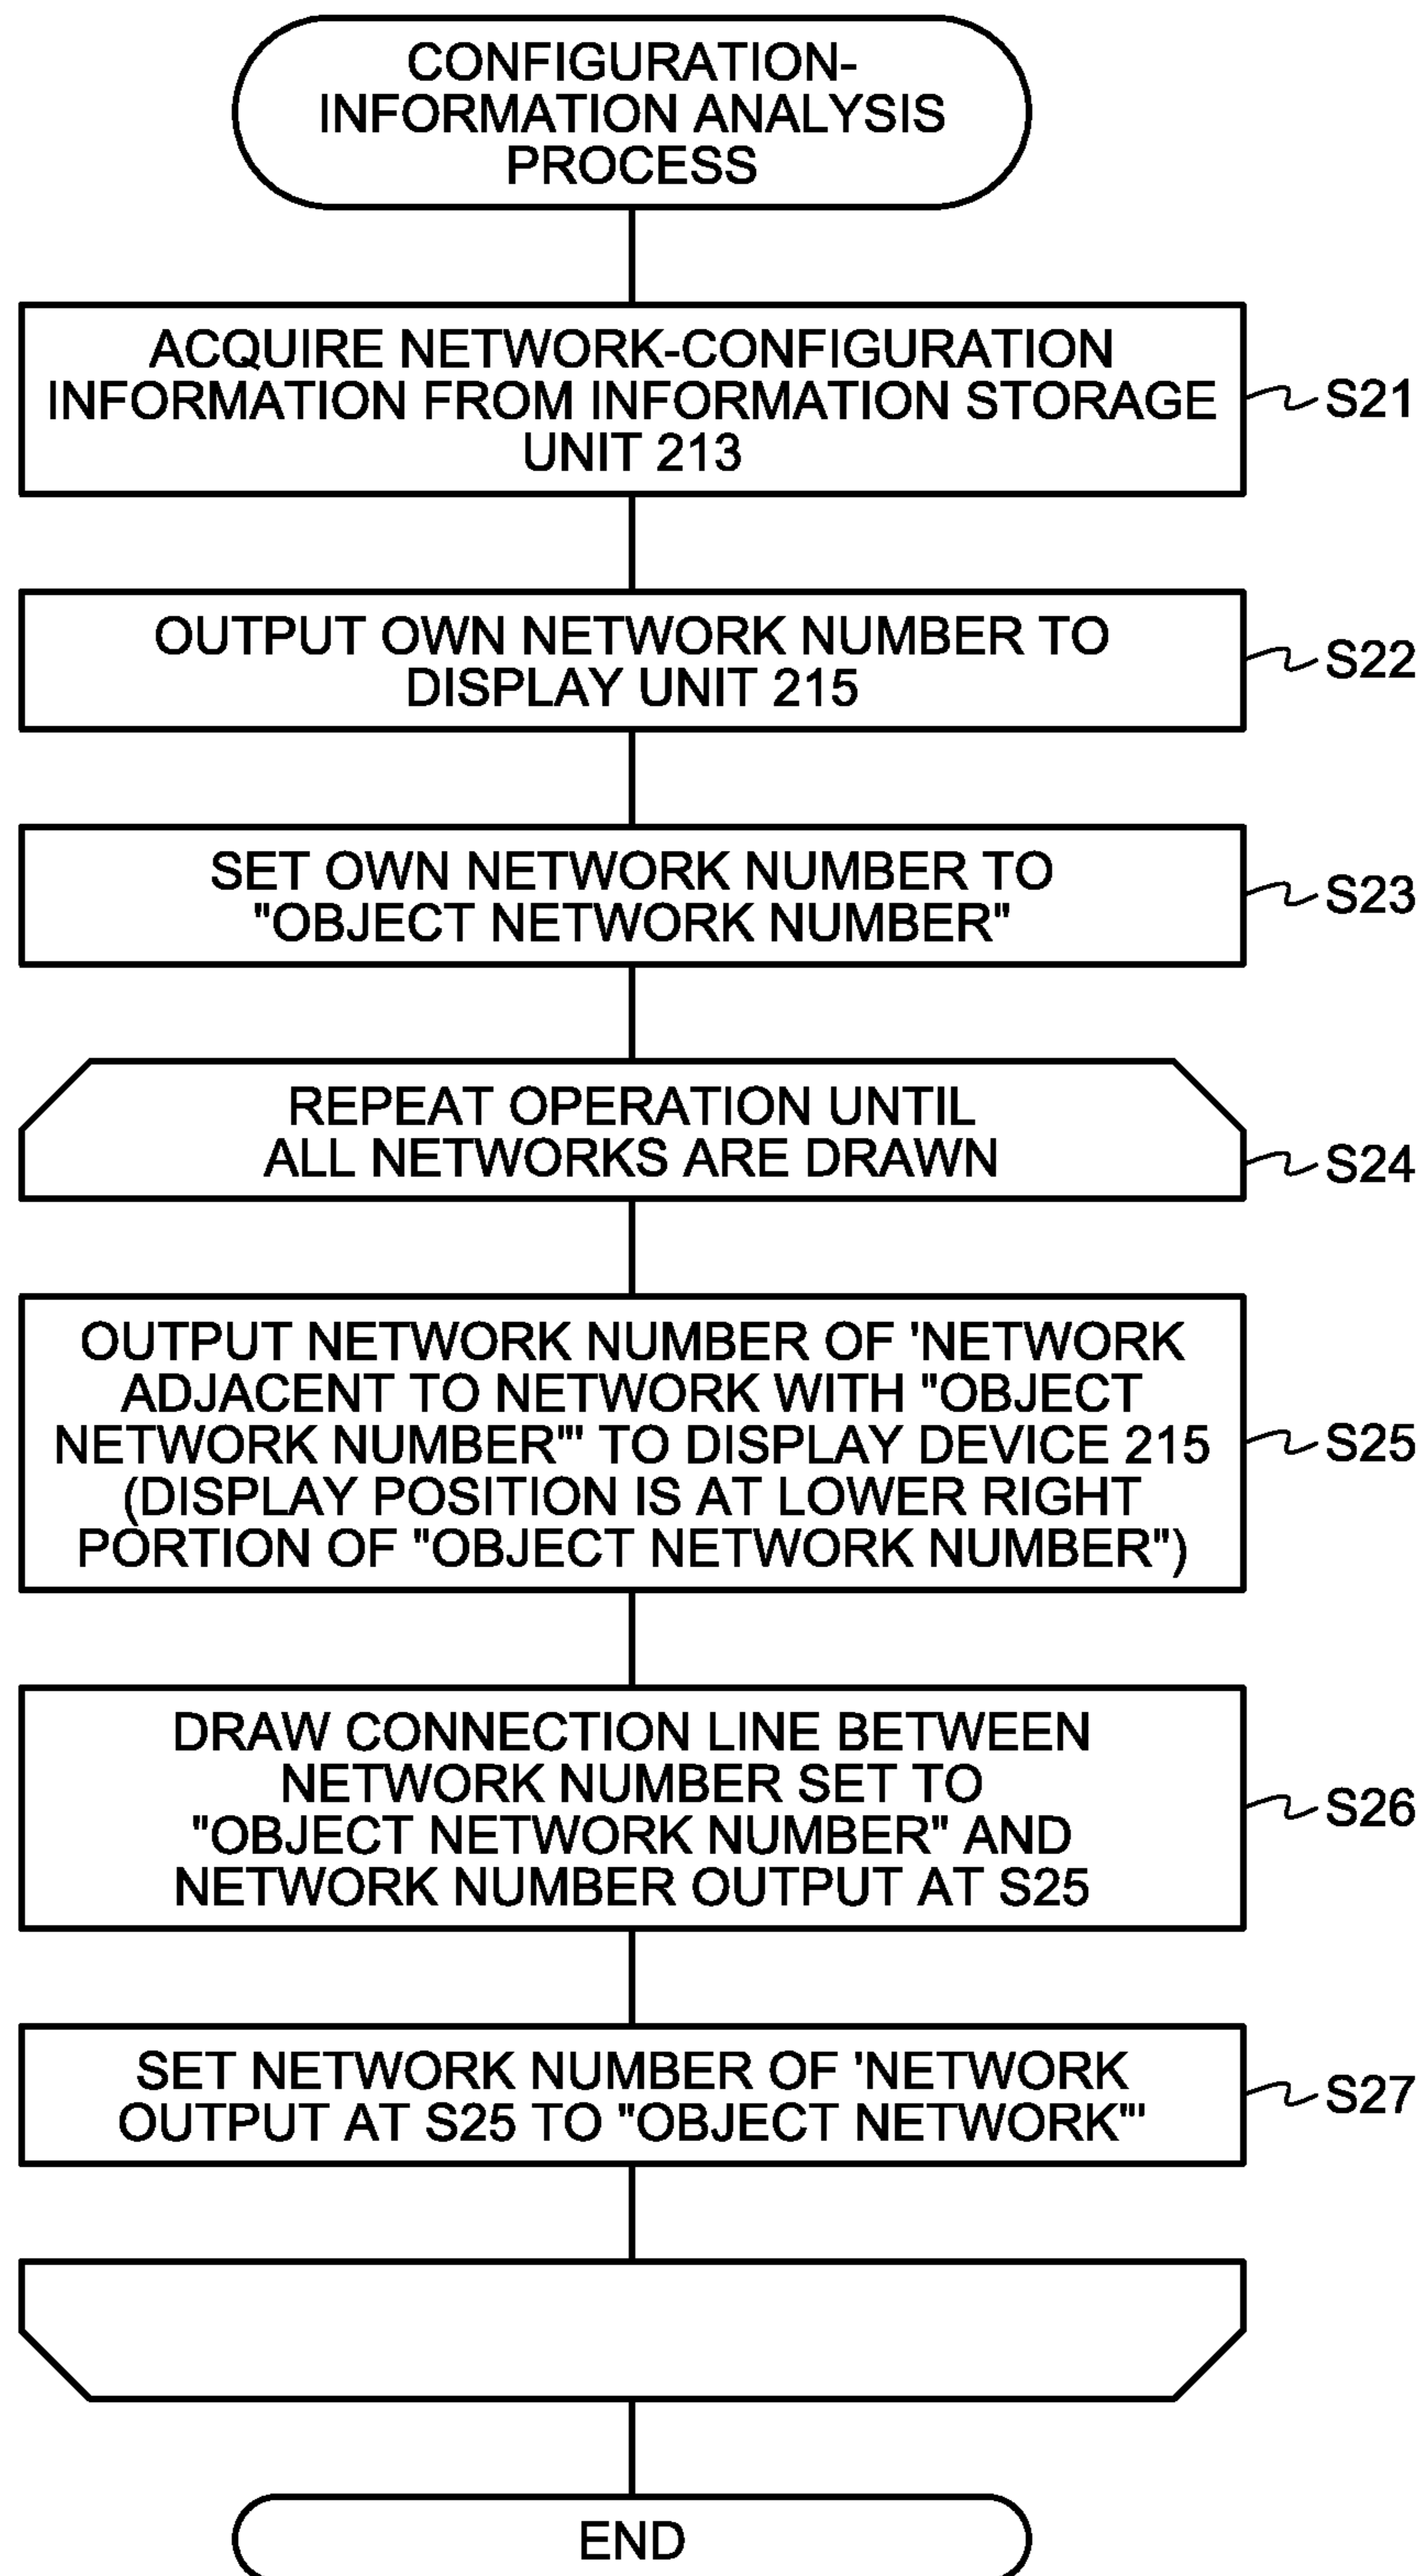 CONFIGURATION-
INFORMATION ANALYSIS
PROCESS
ACQUIRE NETWORK-CONFIGURATION
INFORMATION FROM INFORMATION STORAGE
UNIT 213
S21
OUTPUT OWN NETWORK NUMBER TO
DISPLAY UNIT 215
S22
SET OWN NETWORK NUMBER TO
"OBJECT NETWORK NUMBER"
S23
REPEAT OPERATION UNTIL
ALL NETWORKS ARE DRAWN
S24
OUTPUT NETWORK NUMBER OF 'NETWORK
ADJACENT TO NETWORK WITH "OBJECT
NETWORK NUMBER"' TO DISPLAY DEVICE 215
(DISPLAY POSITION IS AT LOWER RIGHT
PORTION OF "OBJECT NETWORK NUMBER")
S25
DRAW CONNECTION LINE BETWEEN
NETWORK NUMBER SET TO
"OBJECT NETWORK NUMBER" AND
NETWORK NUMBER OUTPUT AT S25
S26
SET NETWORK NUMBER OF 'NETWORK
OUTPUT AT S25 TO "OBJECT NETWORK"'
S27
END